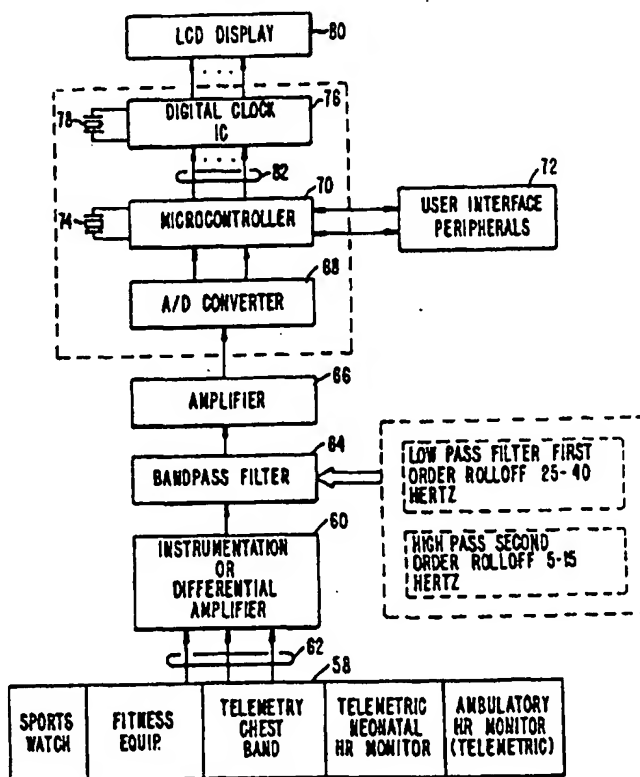 LCD DISPLAY
80
DIGITAL CLOCK
IC
76
78
82
70
MICROCONTROLLER
74
72
USER INTERFACE
PERIPHERALS
68
A/D CONVERTER
66
AMPLIFIER
64
BANDPASS FILTER
LOW PASS FILTER FIRST
ORDER ROLLOFF 25-40
HERTZ
HIGH PASS SECOND
ORDER ROLLOFF 5-15
HERTZ
60
INSTRUMENTATION
OR
DIFFERENTIAL
AMPLIFIER
62
58
SPORTS
WATCH
FITNESS
EQUIP.
TELEMETRY
CHEST
BAND
TELEMETRIC
NEONATAL
HR MONITOR
AMBULATORY
HR MONITOR
(TELEMETRIC)